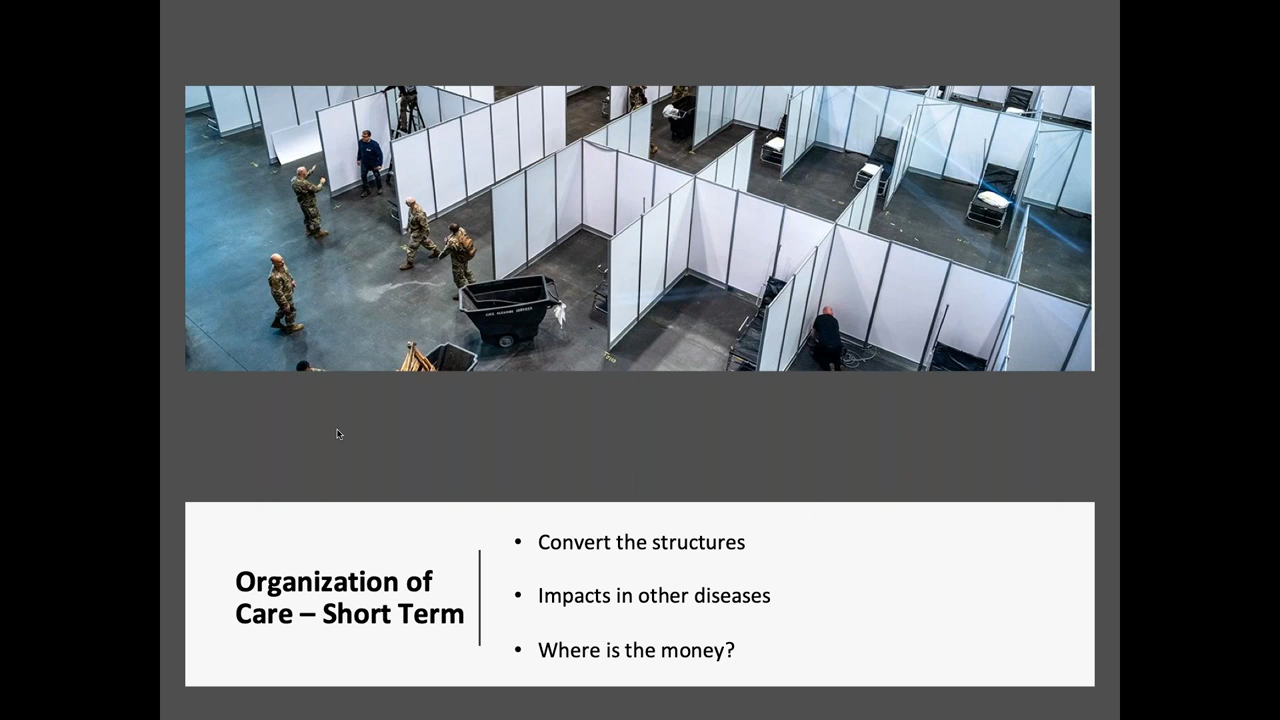 Organization of
Care – Short Term
• Convert the structures
• Impacts in other diseases
• Where is the money?